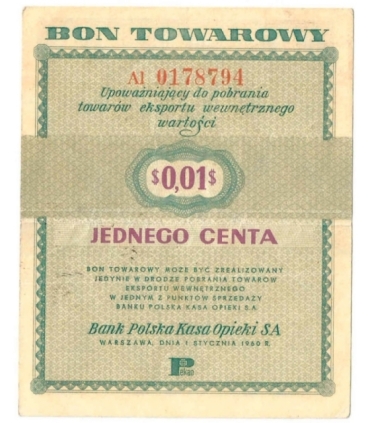 BON TOWAROWY
AI 0178794
Upoważniający do pobrania
towarów eksportu wewnętrznego
wartości
$0,01$
JEDNEGO CENTA
BON TOWAROWY MOŻE BYĆ ZREALIZOWANY
JEDYNIE W DRODZE POBRANIA TOWARÓW
EKSPORTU WEWNĘTRZNEGO
W JEDNYM Z PUNKTÓW SPRZEDAŻY
BANKU POLSKA KASA OPIEKI S.A.
Bank Polska Kasa Opieki SA
WARSZAWA, DNIA 1 STYCZNIA 1960 R.
Pekao